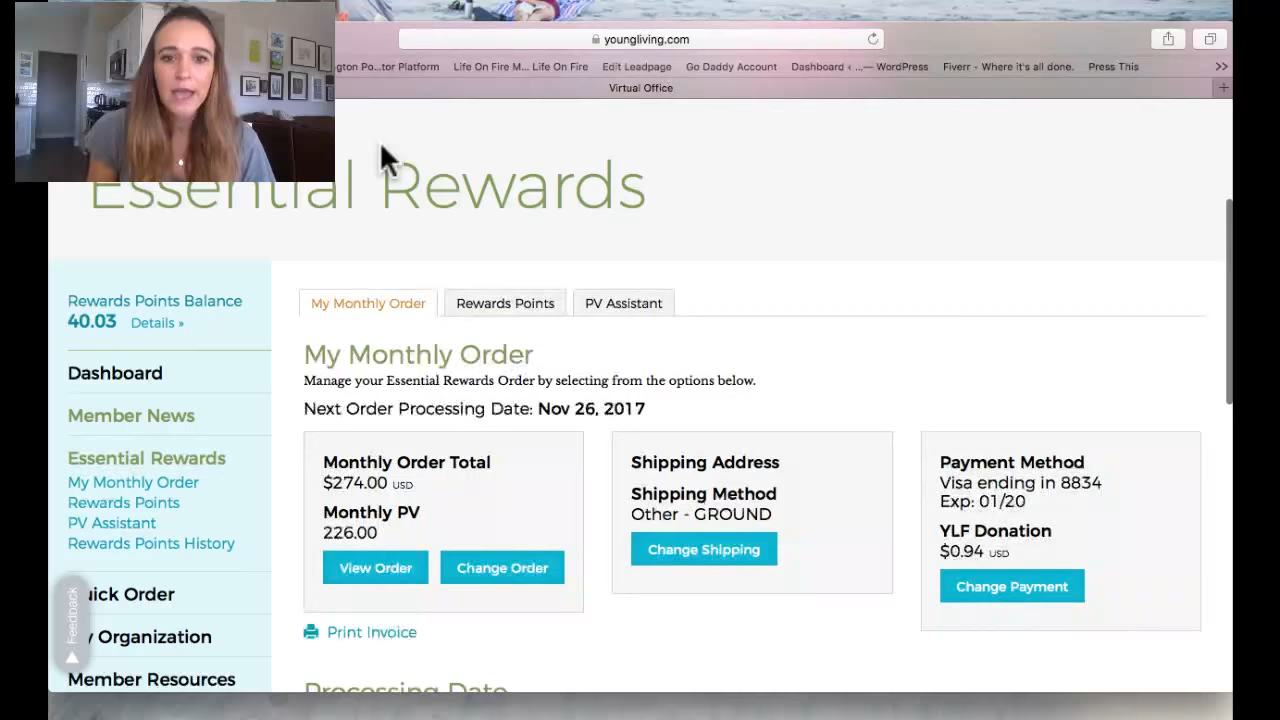 youngliving.com
gton Po...tor Platform Life On Fire M... Life On Fire Edit Leadpage Go Daddy Account Dashboard ‹ ...— WordPress Fiverr - Where it's all done. Press This >>
Virtual Office +
Essential Rewards
Rewards Points Balance
40.03 Details »
Dashboard
Member News
Essential Rewards
My Monthly Order
Rewards Points
PV Assistant
Rewards Points History
uick Order
y Organization
Member Resources
Feedback
My Monthly Order Rewards Points PV Assistant
My Monthly Order
Manage your Essential Rewards Order by selecting from the options below.
Next Order Processing Date: Nov 26, 2017
Monthly Order Total
$274.00 USD
Monthly PV
226.00
View Order Change Order
Print Invoice
Shipping Address
Shipping Method
Other - GROUND
Change Shipping
Payment Method
Visa ending in 8834
Exp: 01/20
YLF Donation
$0.94 USD
Change Payment
Processing Date